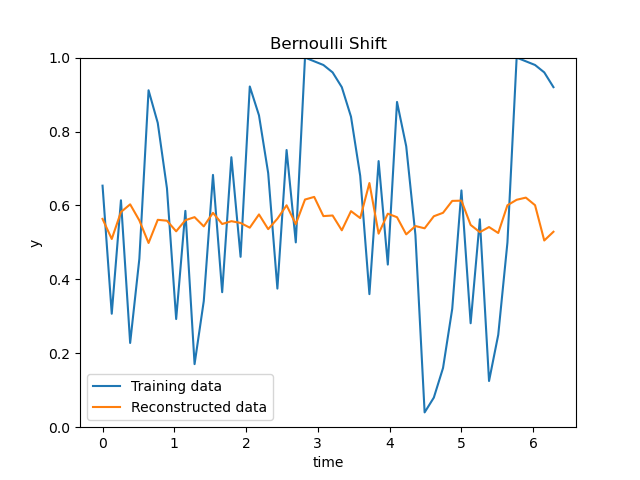 Bernoulli Shift
1.0
0.8
0.6
0.4
0.2
0.0
y
Training data
Reconstructed data
0 1 2 3 4 5 6
time